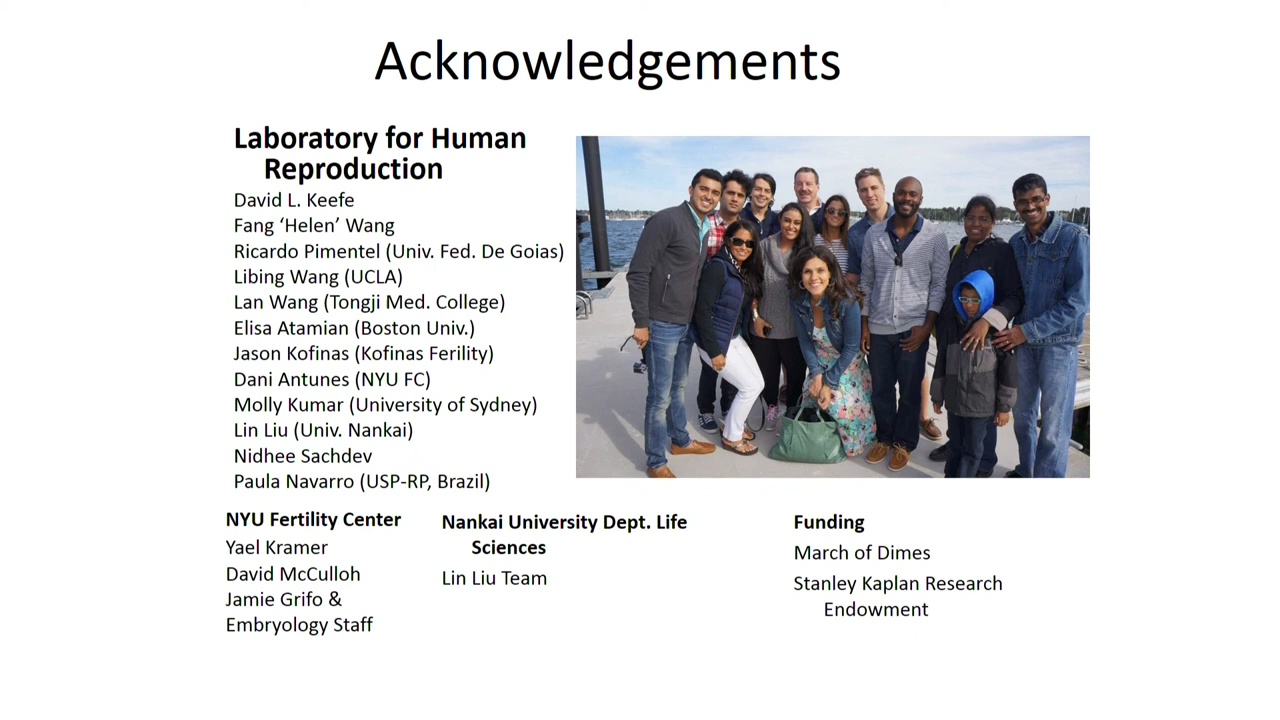 Acknowledgements
Laboratory for Human
Reproduction
David L. Keefe
Fang ‘Helen’ Wang
Ricardo Pimentel (Univ. Fed. De Goias)
Libing Wang (UCLA)
Lan Wang (Tongji Med. College)
Elisa Atamian (Boston Univ.)
Jason Kofinas (Kofinas Ferility)
Dani Antunes (NYU FC)
Molly Kumar (University of Sydney)
Lin Liu (Univ. Nankai)
Nidhee Sachdev
Paula Navarro (USP-RP, Brazil)
NYU Fertility Center
Yael Kramer
David McCulloh
Jamie Grifo &
Embryology Staff
Nankai University Dept. Life
Sciences
Lin Liu Team
Funding
March of Dimes
Stanley Kaplan Research
Endowment